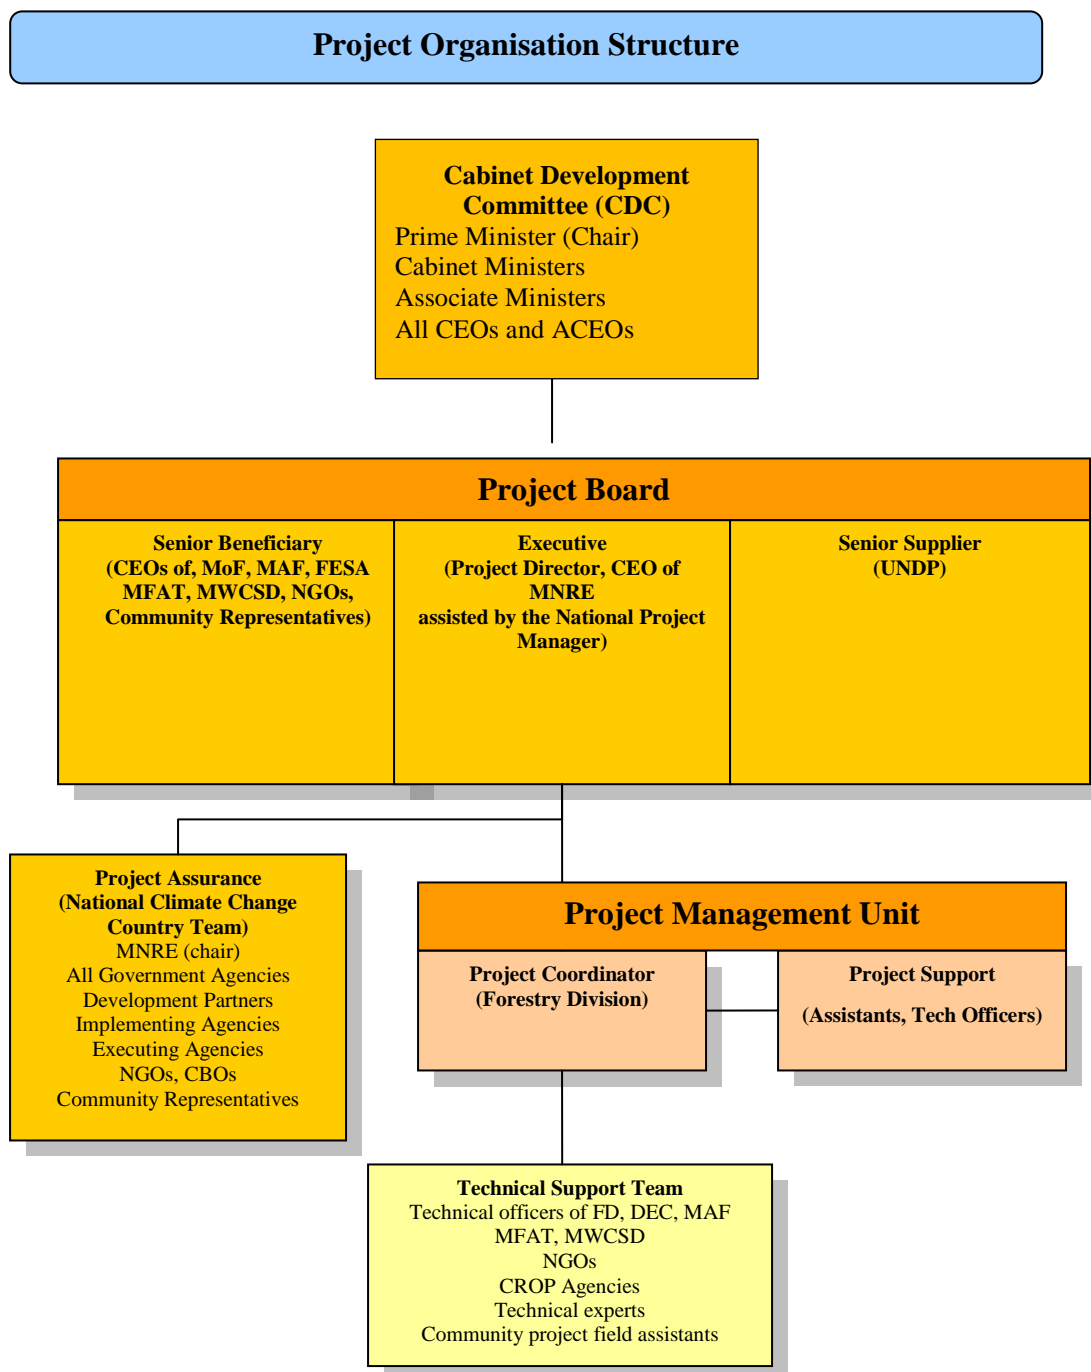 Project Organisation Structure
Cabinet Development
Committee (CDC)
Prime Minister (Chair)
Cabinet Ministers
Associate Ministers
All CEOs and ACEOs
Project Board
Senior Beneficiary
(CEOs of, MoF, MAF, FESA
MFAT, MWCSD, NGOs,
Community Representatives)
Executive
(Project Director, CEO of
MNRE
assisted by the National Project
Manager)
Senior Supplier
(UNDP)
Project Assurance
(National Climate Change
Country Team)
MNRE (chair)
All Government Agencies
Development Partners
Implementing Agencies
Executing Agencies
NGOs, CBOs
Community Representatives
Project Management Unit
Project Coordinator
(Forestry Division)
Project Support
(Assistants, Tech Officers)
Technical Support Team
Technical officers of FD, DEC, MAF
MFAT, MWCSD
NGOs
CROP Agencies
Technical experts
Community project field assistants